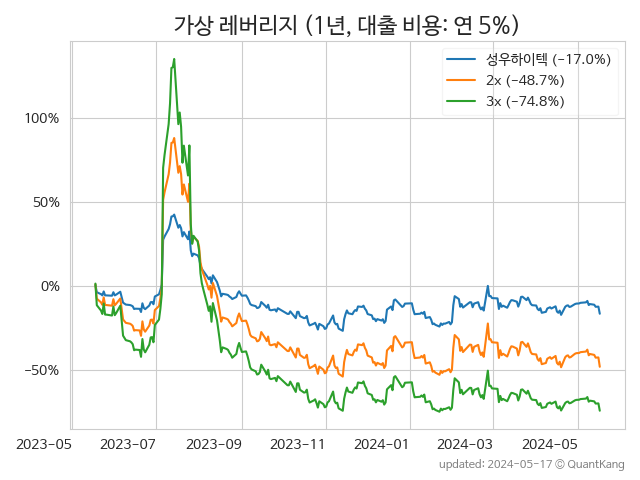 가상 레버리지 (1년, 대출 비용: 연 5%)
성우하이텍 (−17.0%)
2x (−48.7%)
3x (−74.8%)
100%
50%
0%
−50%
2023−05
2023−07
2023−09
2023−11
2024−01
2024−03
2024−05
updated: 2024−05−17 © QuantKang